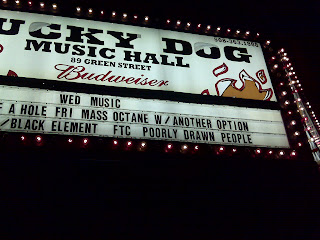 UCKY DOG
MUSIC HALL
89 GREEN STREET
Budweiser
WED MUSIC
A HOLE FRI MASS OCTANE W/ ANOTHER OPTION
/BLACK ELEMENT FTC POORLY DRAWN PEOPLE